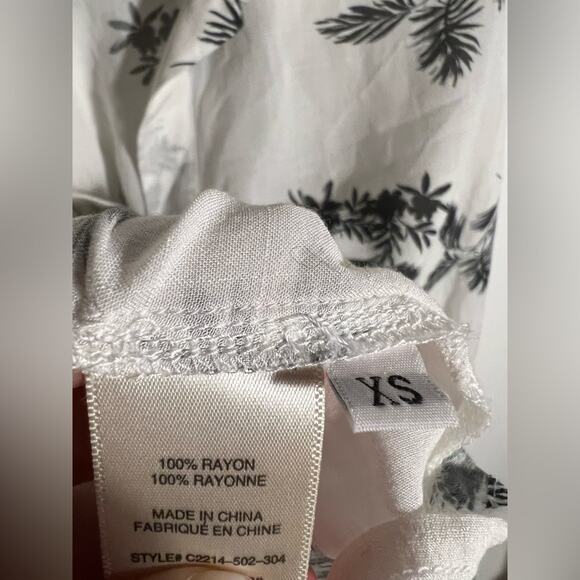 XS
100% RAYON
100% RAYONNE
MADE IN CHINA
FABRIQUÉ EN CHINE
STYLE# C2214-502-304